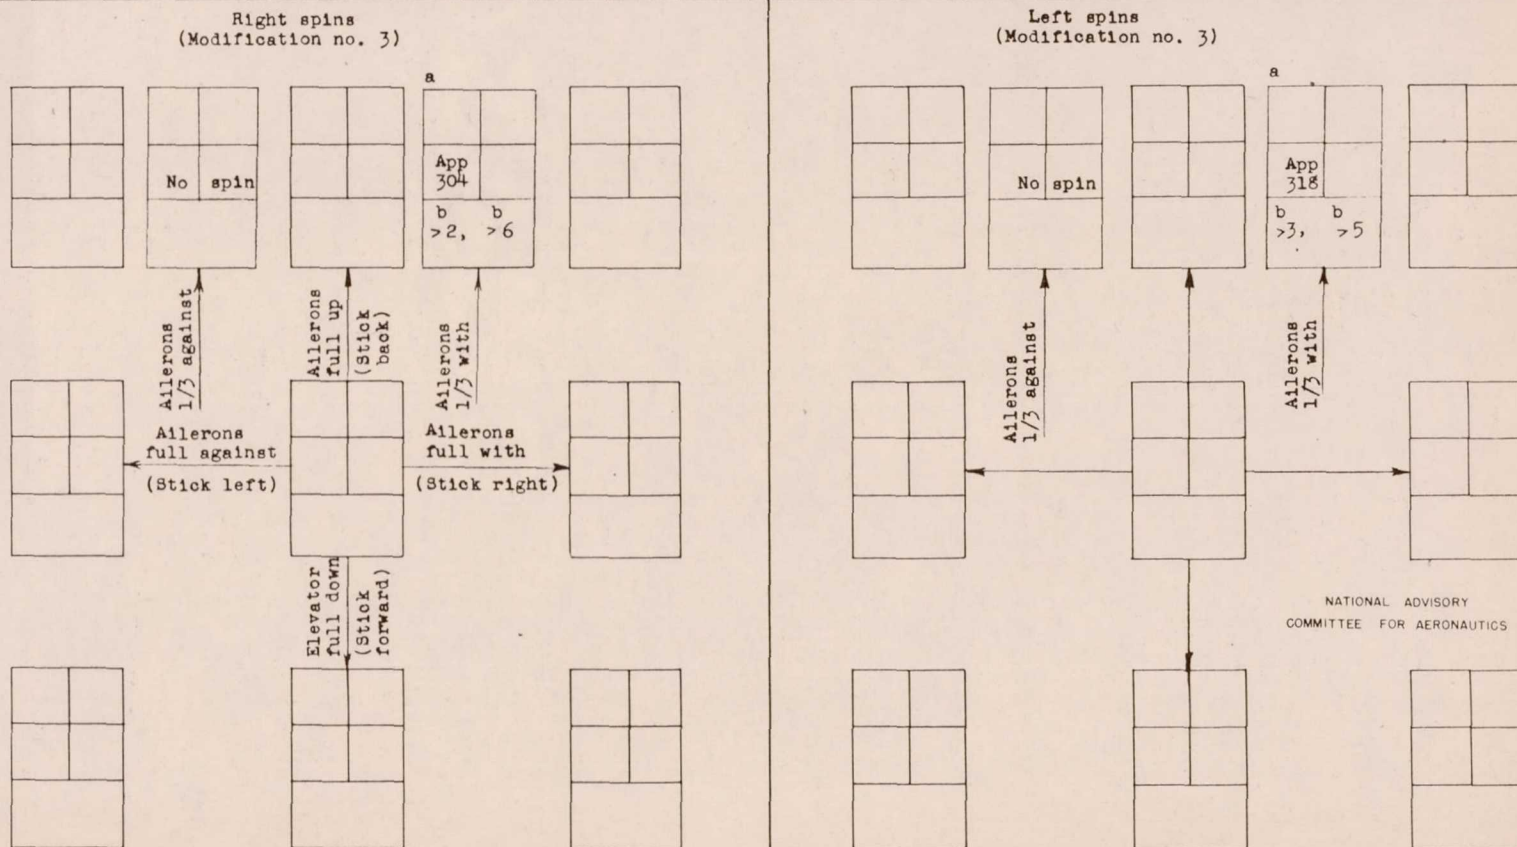 Right spins
(Modification no. 3)
a
No spin
App
304
b b
>2, >6
Ailerons
1/3 against
Ailerons
full up
(Stick
back)
Ailerons
1/3 with
Ailerons
full against
(Stick left)
Ailerons
full with
(Stick right)
Elevator
full down
(Stick
forward)
Left spins
(Modification no. 3)
a
No spin
App
318
b b
>3, >5
Ailerons
1/3 against
Ailerons
1/3 with
NATIONAL ADVISORY
COMMITTEE FOR AERONAUTICS